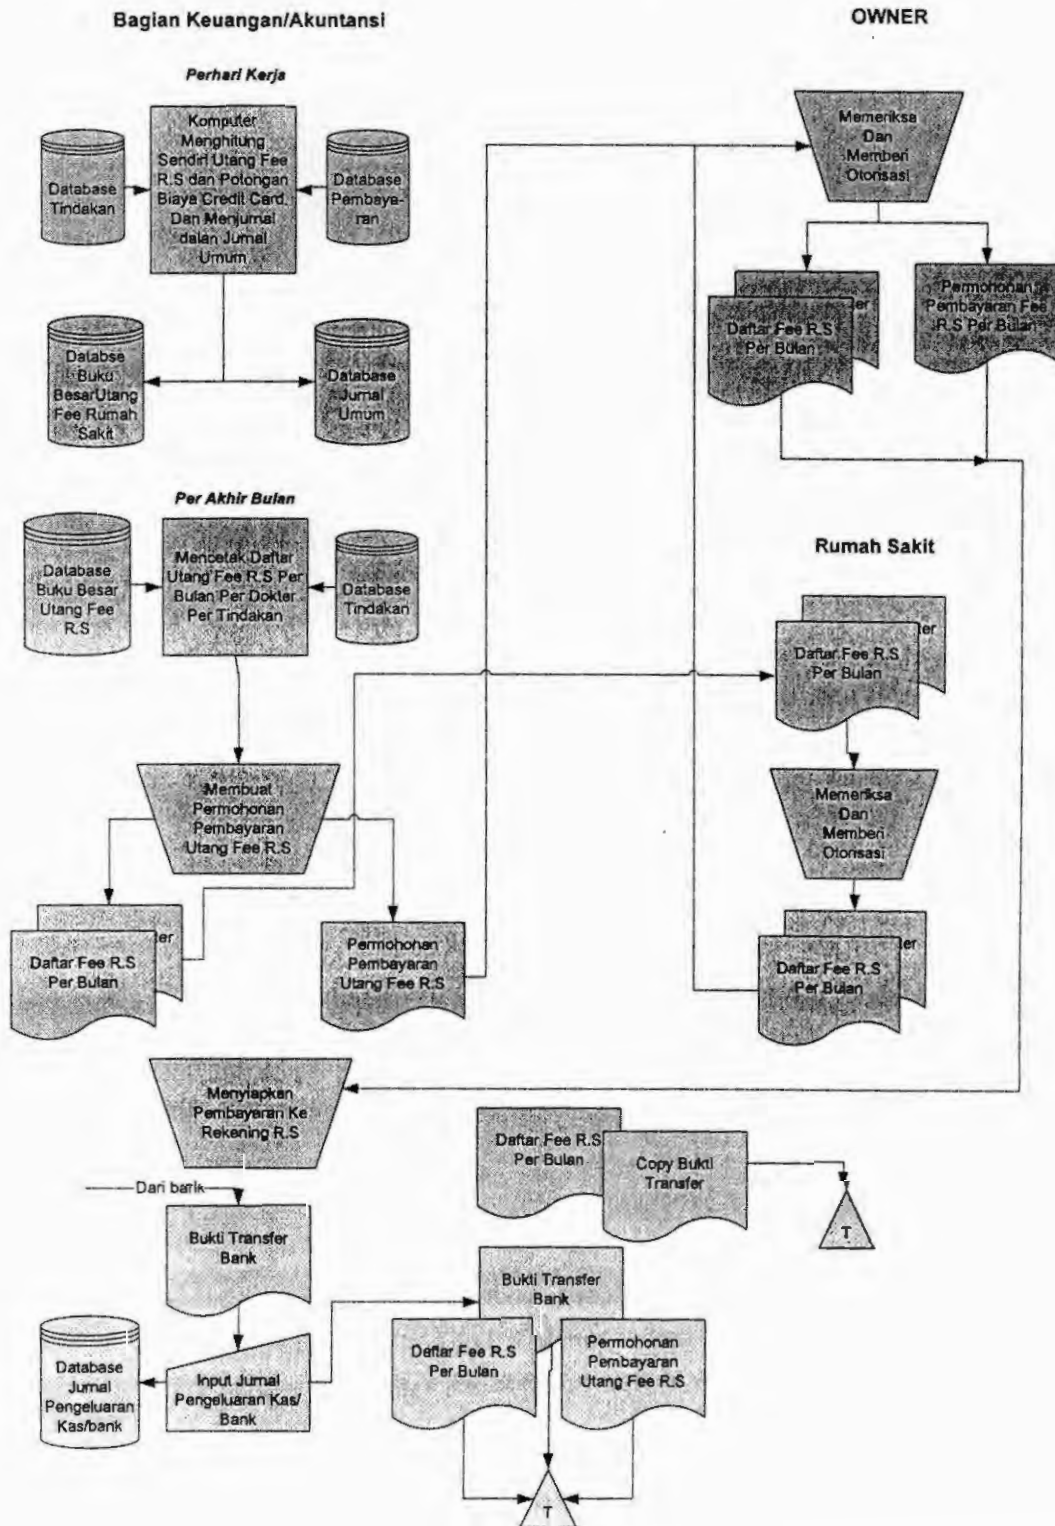 Bagian Keuangan/Akuntansi
OWNER
Perhari Kerja
Database
Tindakan
Komputer
Menghitung
Sendiri Utang Fee
R.S dan Potongan
Biaya Credit Card.
Dan Menjurnal
dalan Jurnal
Umum
Database
Pembaya-
ran
Memeriksa
Dan
Memberi
Otorisasi
ter
Daftar Fee R.S
Per Bulan
Permohonan
Pembayaran Fee
R.S Per Bulan
Databse
Buku
BesarUtang
Fee Rumah
Sakit
Database
Jurnal
Umum
Per Akhir Bulan
Database
Buku Besar
Utang Fee
R.S
Mencetak Daftar
Utang Fee R.S Per
Bulan Per Dokter
Per Tindakan
Database
Tindakan
Rumah Sakit
ter
Daftar Fee R.S
Per Bulan
Membuat
Permohonan
Pembayaran
Utang Fee R.S
Memeriksa
Dan
Memberi
Otorisasi
ter
Daftar Fee R.S
Per Bulan
Permohonan
Pembayaran
Utang Fee R.S
ter
Daftar Fee R.S
Per Bulan
Menyiapkan
Pembayaran Ke
Rekening R.S
Daftar Fee R.S
Per Bulan
Copy Bukti
Transfer
T
Dari bank
Bukti Transfer
Bank
Bukti Transfer
Bank
Database
Jurnal
Pengeluaran
Kas/bank
Input Jurnal
Pengeluaran Kas/
Bank
Daftar Fee R.S
Per Bulan
Permohonan
Pembayaran
Utang Fee R.S
T